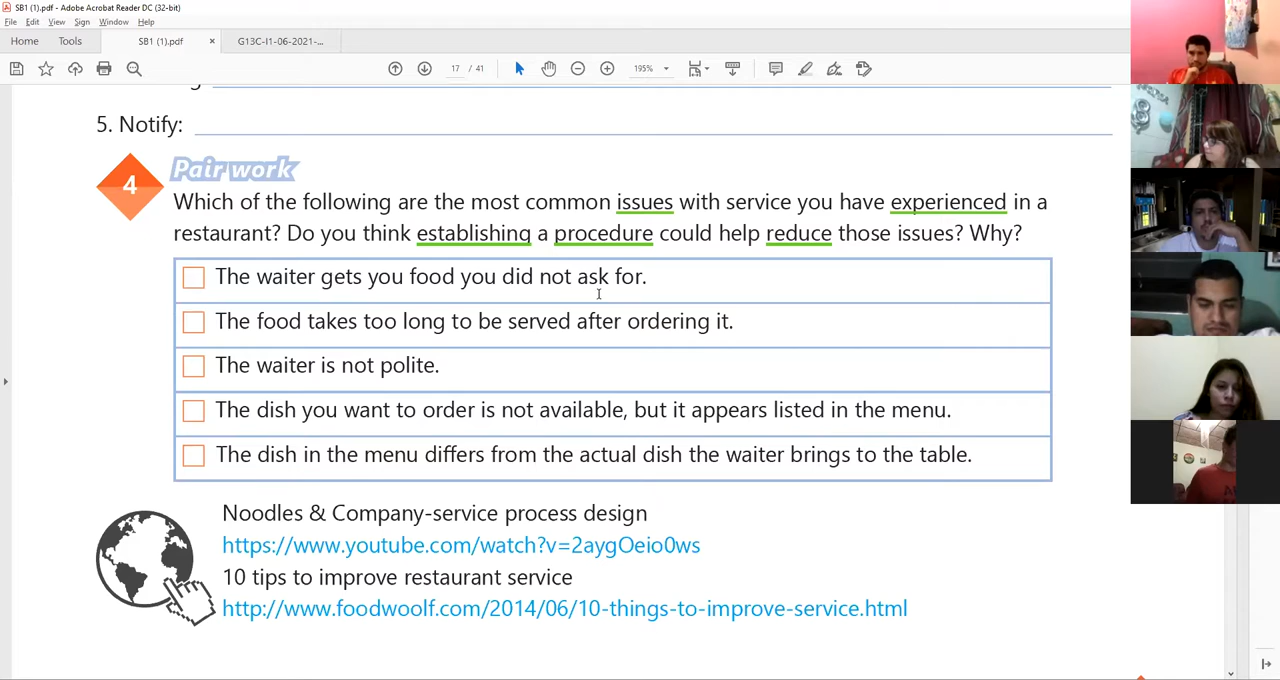 SB1 (1).pdf - Adobe Acrobat Reader DC (32-bit)
File Edit View Sign Window Help
Home Tools SB1 (1).pdf × G13C-I1-06-2021-...
17 / 41 195%
5. Notify:
4 Pair work
Which of the following are the most common issues with service you have experienced in a
restaurant? Do you think establishing a procedure could help reduce those issues? Why?
The waiter gets you food you did not ask for.
The food takes too long to be served after ordering it.
The waiter is not polite.
The dish you want to order is not available, but it appears listed in the menu.
The dish in the menu differs from the actual dish the waiter brings to the table.
Noodles & Company-service process design
https://www.youtube.com/watch?v=2aygOeio0ws
10 tips to improve restaurant service
http://www.foodwoolf.com/2014/06/10-things-to-improve-service.html